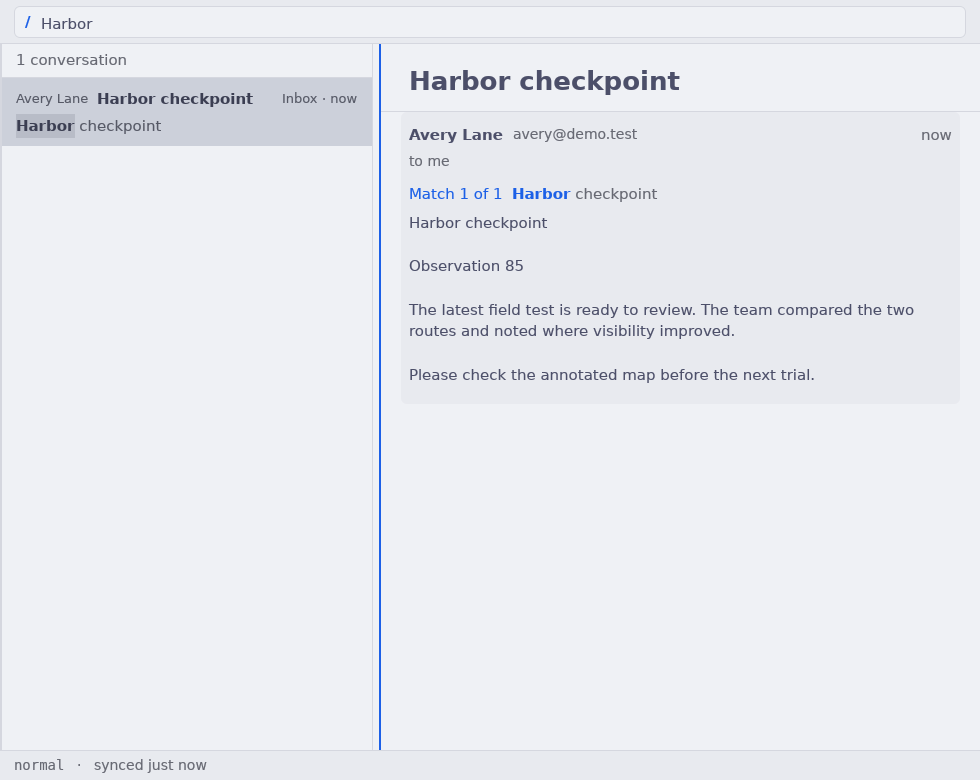 / Harbor
1 conversation
Avery Lane Harbor checkpoint Inbox · now
Harbor checkpoint
Harbor checkpoint
Avery Lane avery@demo.test now
to me
Match 1 of 1 Harbor checkpoint
Harbor checkpoint
Observation 85
The latest field test is ready to review. The team compared the two
routes and noted where visibility improved.
Please check the annotated map before the next trial.
normal · synced just now